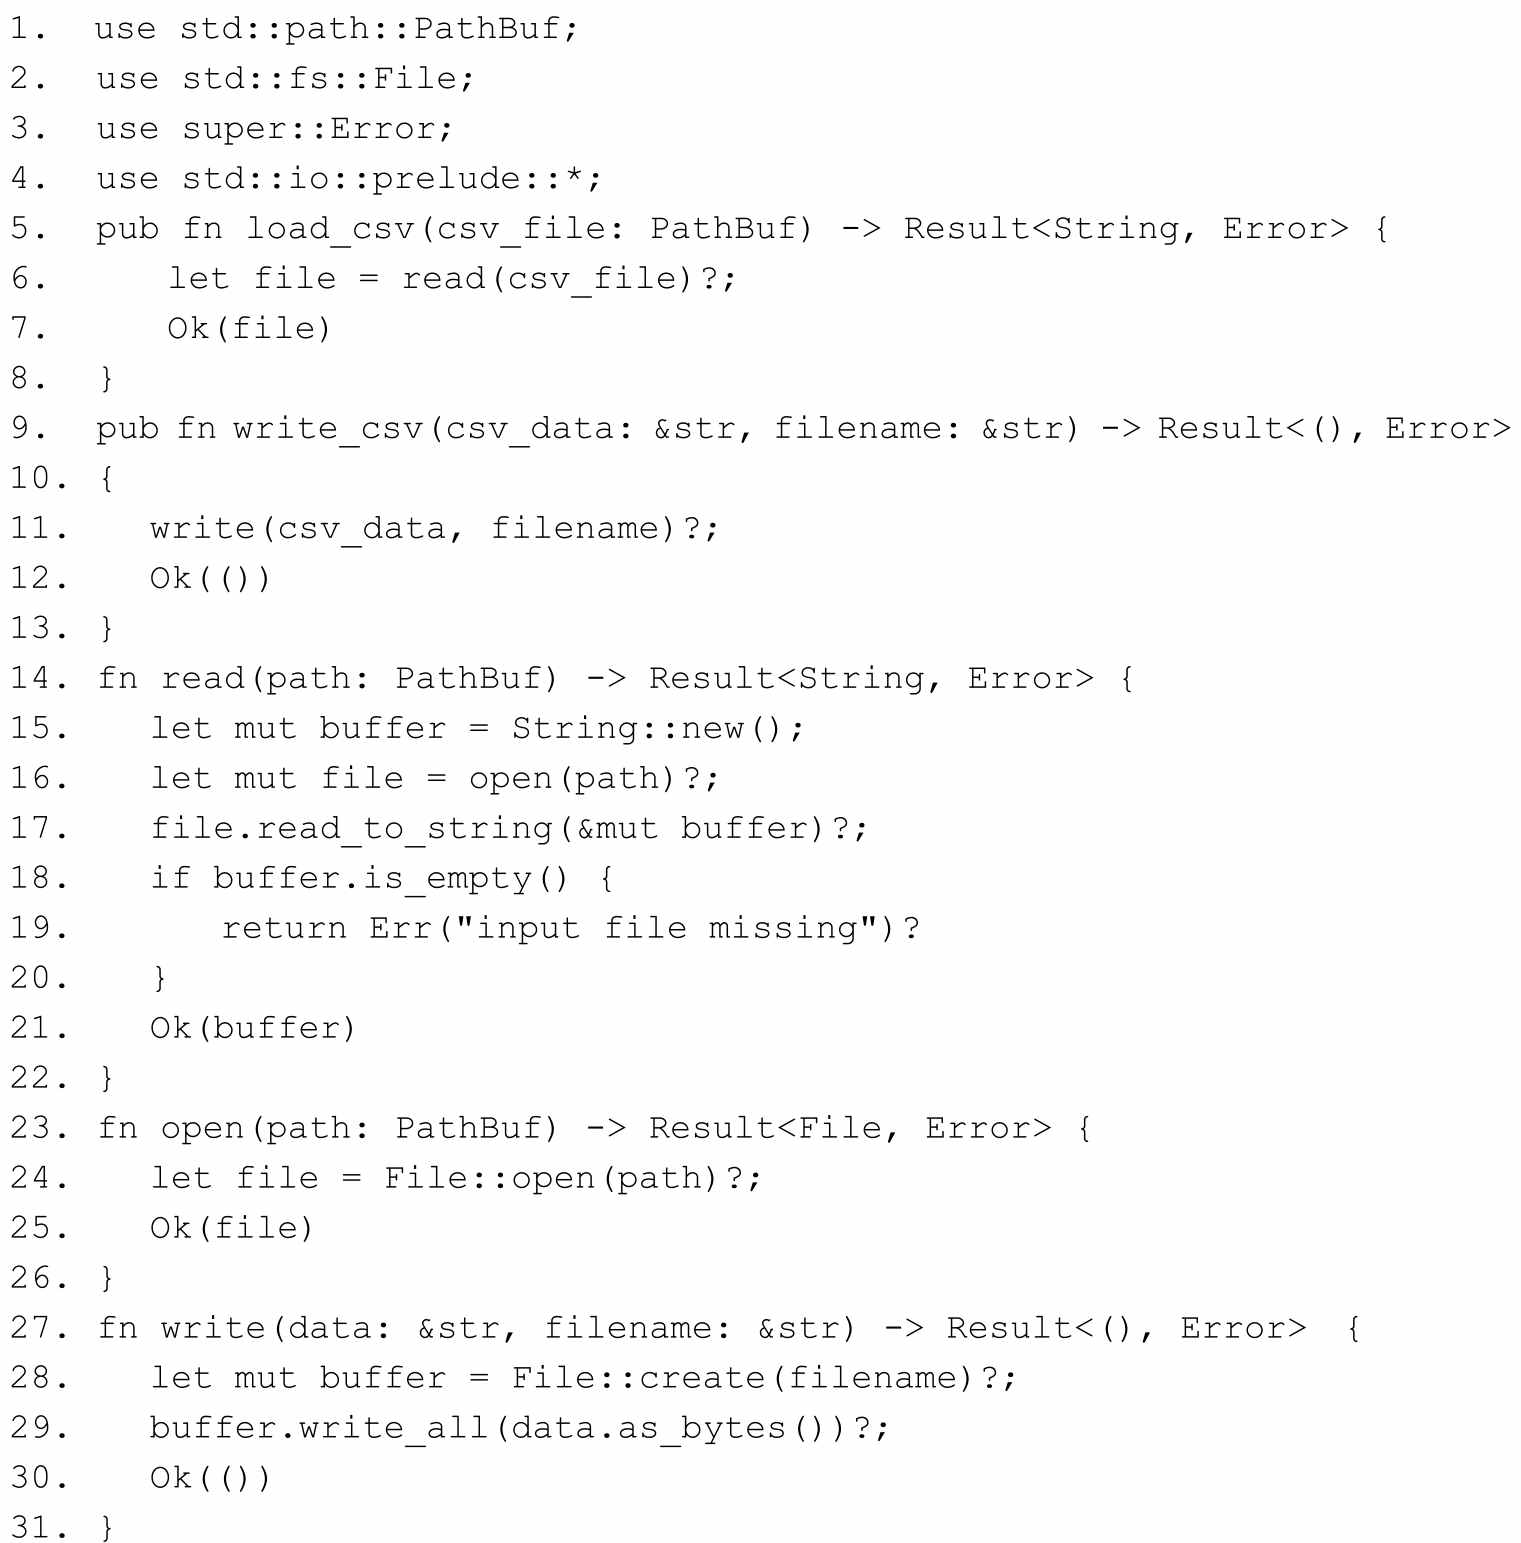 1. use std::path::PathBuf;
2. use std::fs::File;
3. use super::Error;
4. use std::io::prelude::*;
5. pub fn load_csv(csv_file: PathBuf) -> Result<String, Error> {
6. let file = read(csv_file)?;
7. Ok(file)
8. }
9. pub fn write_csv(csv_data: &str, filename: &str) -> Result<(), Error>
10. {
11. write(csv_data, filename)?;
12. Ok(())
13. }
14. fn read(path: PathBuf) -> Result<String, Error> {
15. let mut buffer = String::new();
16. let mut file = open(path)?;
17. file.read_to_string(&mut buffer)?;
18. if buffer.is_empty() {
19. return Err("input file missing")?
20. }
21. Ok(buffer)
22. }
23. fn open(path: PathBuf) -> Result<File, Error> {
24. let file = File::open(path)?;
25. Ok(file)
26. }
27. fn write(data: &str, filename: &str) -> Result<(), Error> {
28. let mut buffer = File::create(filename)?;
29. buffer.write_all(data.as_bytes())?;
30. Ok(())
31. }